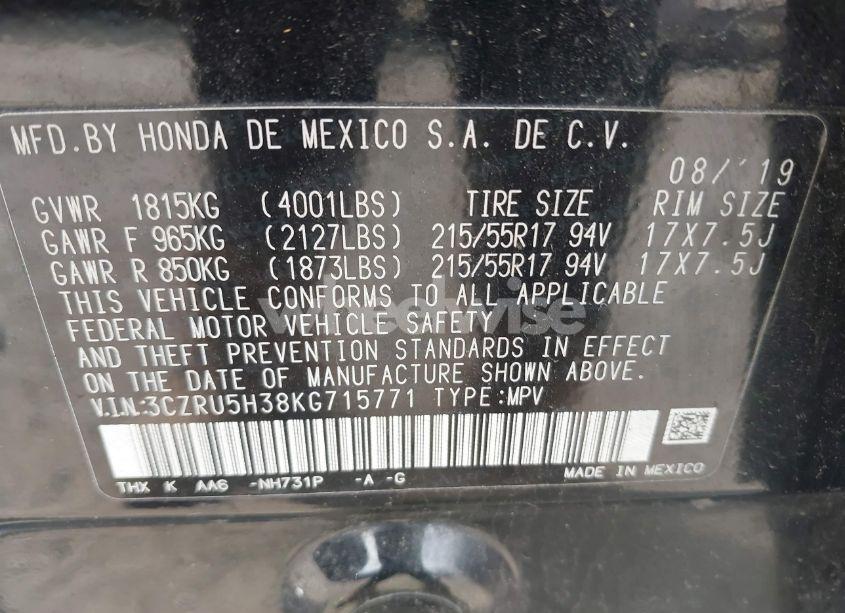 MFD.BY HONDA DE MEXICO S.A. DE C.V.
08/'19
GVWR 1815KG (4001LBS) TIRE SIZE RIM SIZE
GAWR F 965KG (2127LBS) 215/55R17 94V 17X7.5J
GAWR R 850KG (1873LBS) 215/55R17 94V 17X7.5J
THIS VEHICLE CONFORMS TO ALL APPLICABLE
FEDERAL MOTOR VEHICLE SAFETY
AND THEFT PREVENTION STANDARDS IN EFFECT
ON THE DATE OF MANUFACTURE SHOWN ABOVE.
V.I.N:3CZRU5H38KG715771 TYPE:MPV
THX K AA6 -NH731P -A -G MADE IN MEXICO